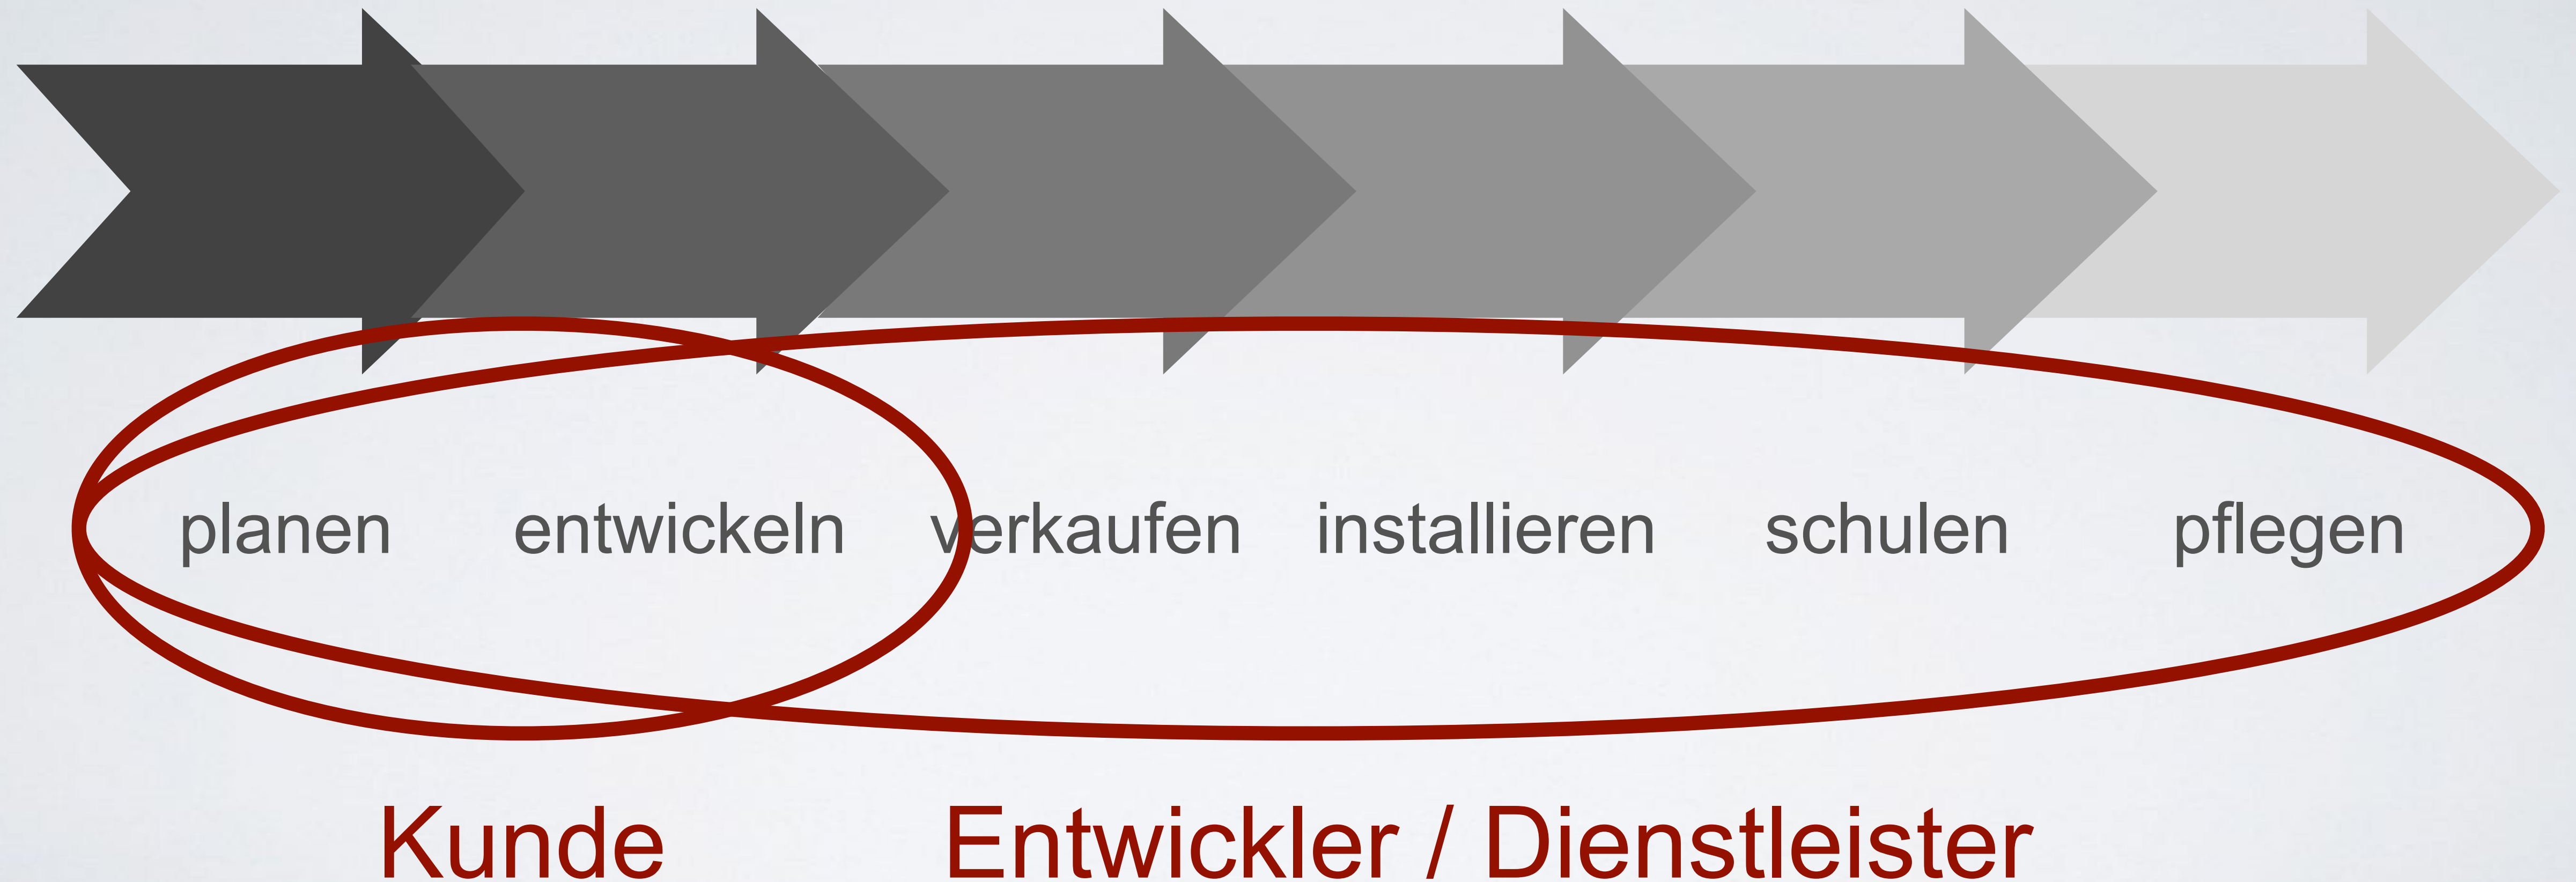 planen entwickeln verkaufen installieren schulen pflegen
Kunde Entwickler / Dienstleister